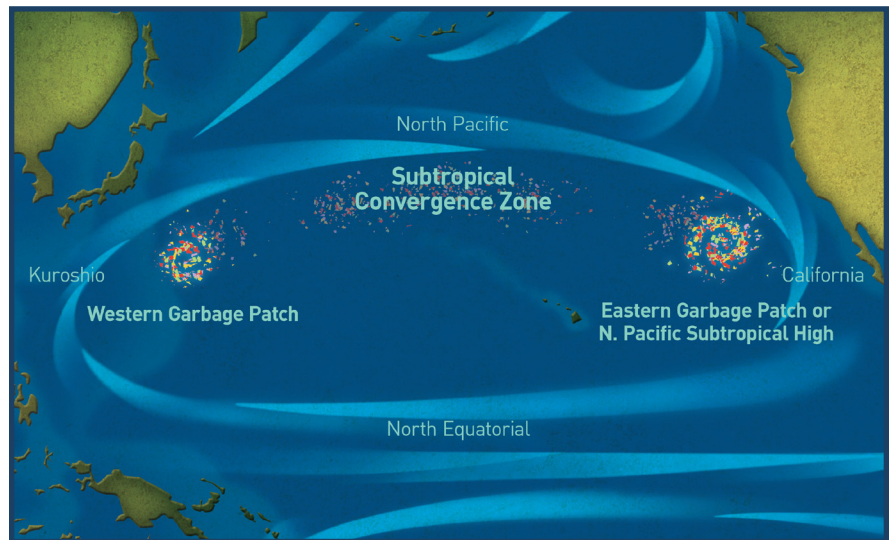 North Pacific
Subtropical
Convergence Zone
Kuroshio
California
Western Garbage Patch
Eastern Garbage Patch or
N. Pacific Subtropical High
North Equatorial